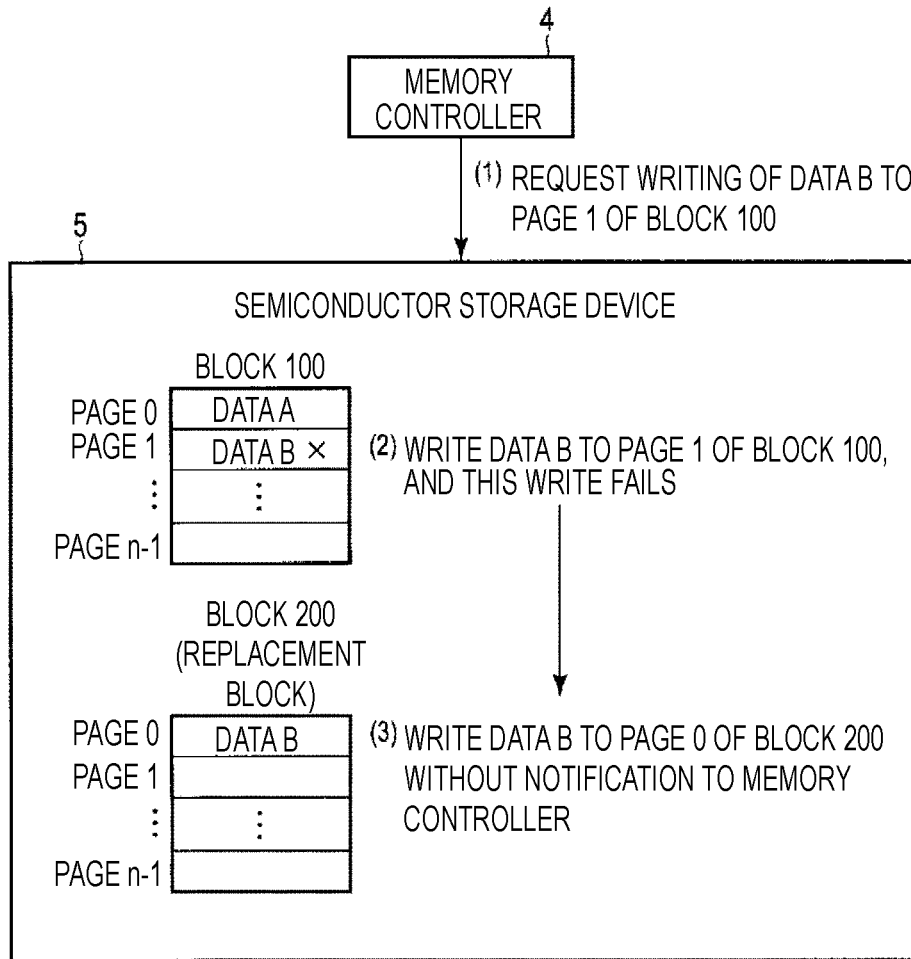 4
MEMORY
CONTROLLER
(1) REQUEST WRITING OF DATA B TO
PAGE 1 OF BLOCK 100
5
SEMICONDUCTOR STORAGE DEVICE
BLOCK 100
PAGE 0 DATA A
PAGE 1 DATA B × (2) WRITE DATA B TO PAGE 1 OF BLOCK 100,
⋮ ⋮ AND THIS WRITE FAILS
PAGE n-1
BLOCK 200
(REPLACEMENT
BLOCK)
PAGE 0 DATA B (3) WRITE DATA B TO PAGE 0 OF BLOCK 200
PAGE 1 WITHOUT NOTIFICATION TO MEMORY
⋮ ⋮ CONTROLLER
PAGE n-1